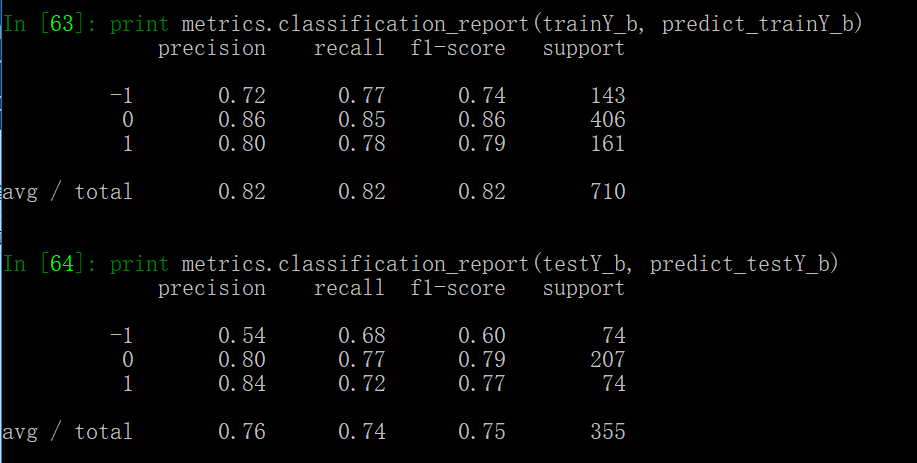 In [63]: print metrics.classification_report(trainY_b, predict_trainY_b)
precision recall f1-score support
-1 0.72 0.77 0.74 143
0 0.86 0.85 0.86 406
1 0.80 0.78 0.79 161
avg / total 0.82 0.82 0.82 710
In [64]: print metrics.classification_report(testY_b, predict_testY_b)
precision recall f1-score support
-1 0.54 0.68 0.60 74
0 0.80 0.77 0.79 207
1 0.84 0.72 0.77 74
avg / total 0.76 0.74 0.75 355